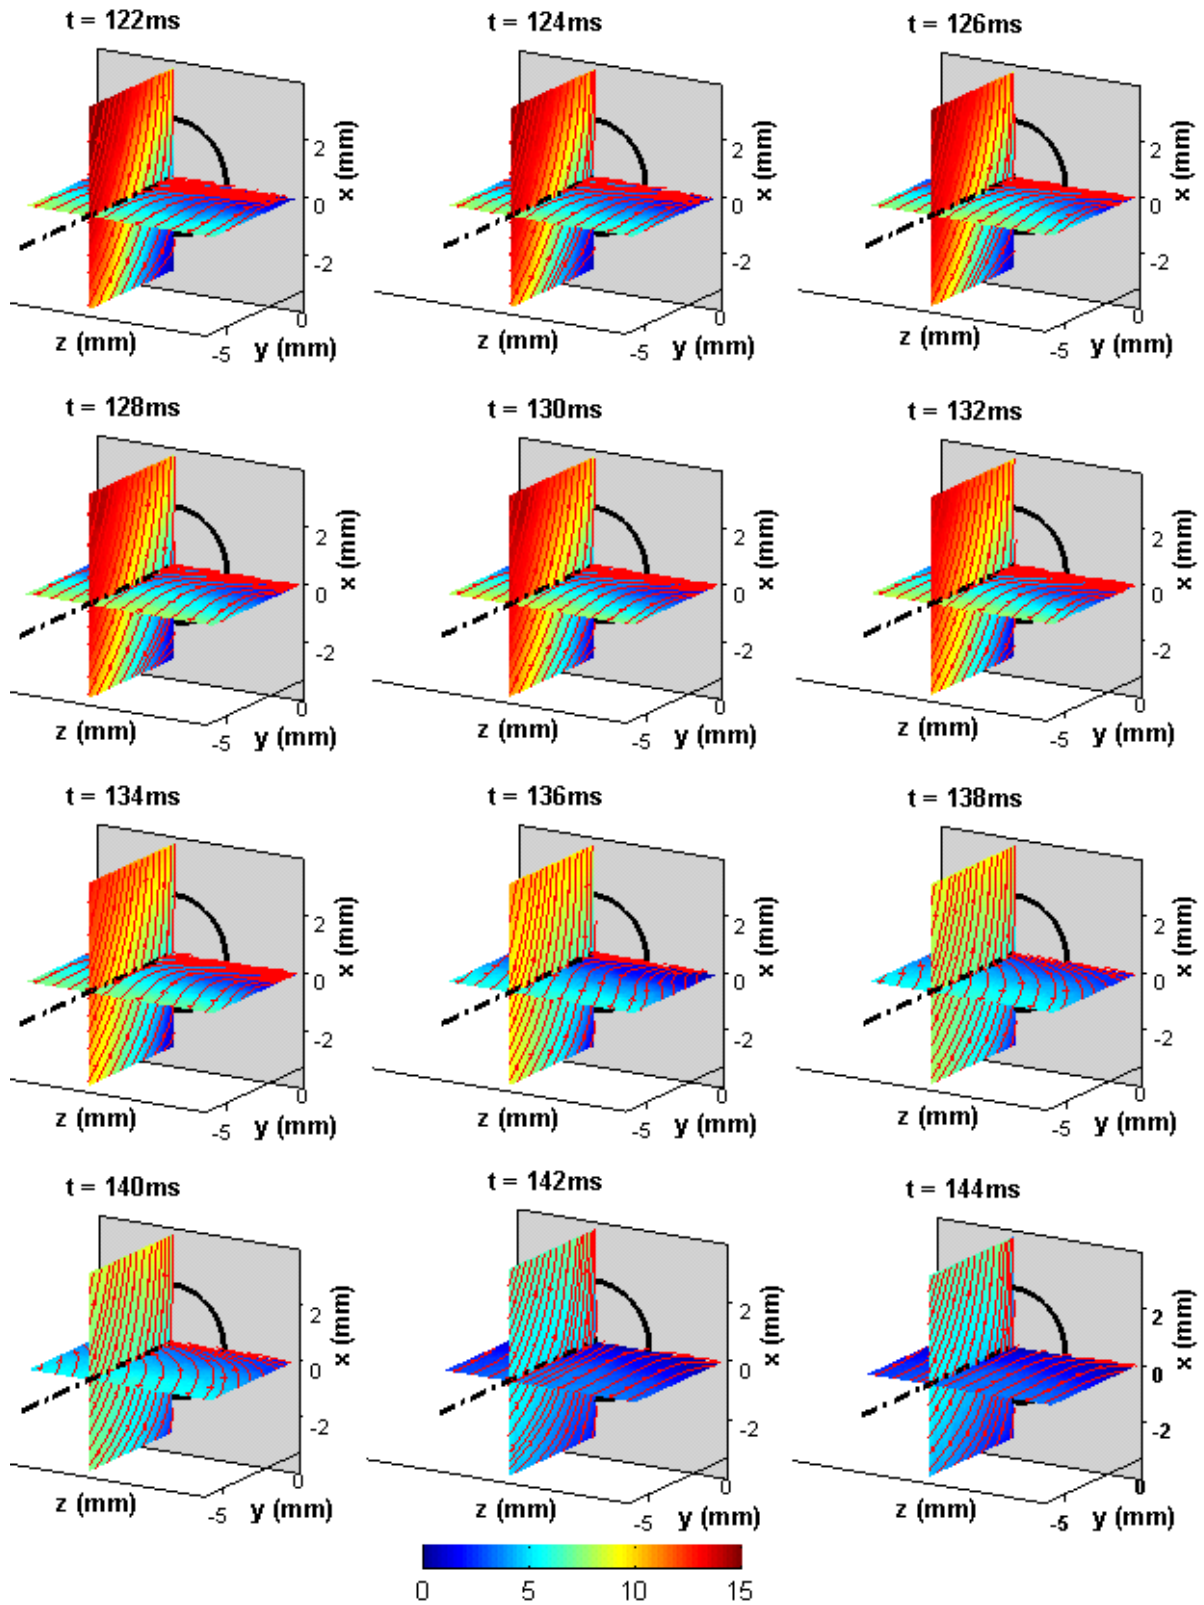 t = 122ms t = 124ms t = 126ms
2 2 2
x (mm) x (mm) x (mm)
0 0 0
-2 -2 -2
0 0 0
z (mm) -5 y (mm) z (mm) -5 y (mm) z (mm) -5 y (mm)
t = 128ms t = 130ms t = 132ms
2 2 2
x (mm) x (mm) x (mm)
0 0 0
-2 -2 -2
0 0 0
z (mm) -5 y (mm) z (mm) -5 y (mm) z (mm) -5 y (mm)
t = 134ms t = 136ms t = 138ms
2 2 2
x (mm) x (mm) x (mm)
0 0 0
-2 -2 -2
0 0 0
z (mm) -5 y (mm) z (mm) -5 y (mm) z (mm) -5 y (mm)
t = 140ms t = 142ms t = 144ms
2 2 2
x (mm) x (mm) x (mm)
0 0 0
-2 -2 -2
0 0 0
z (mm) -5 y (mm) z (mm) -5 y (mm) z (mm) -5 y (mm)
0 5 10 15